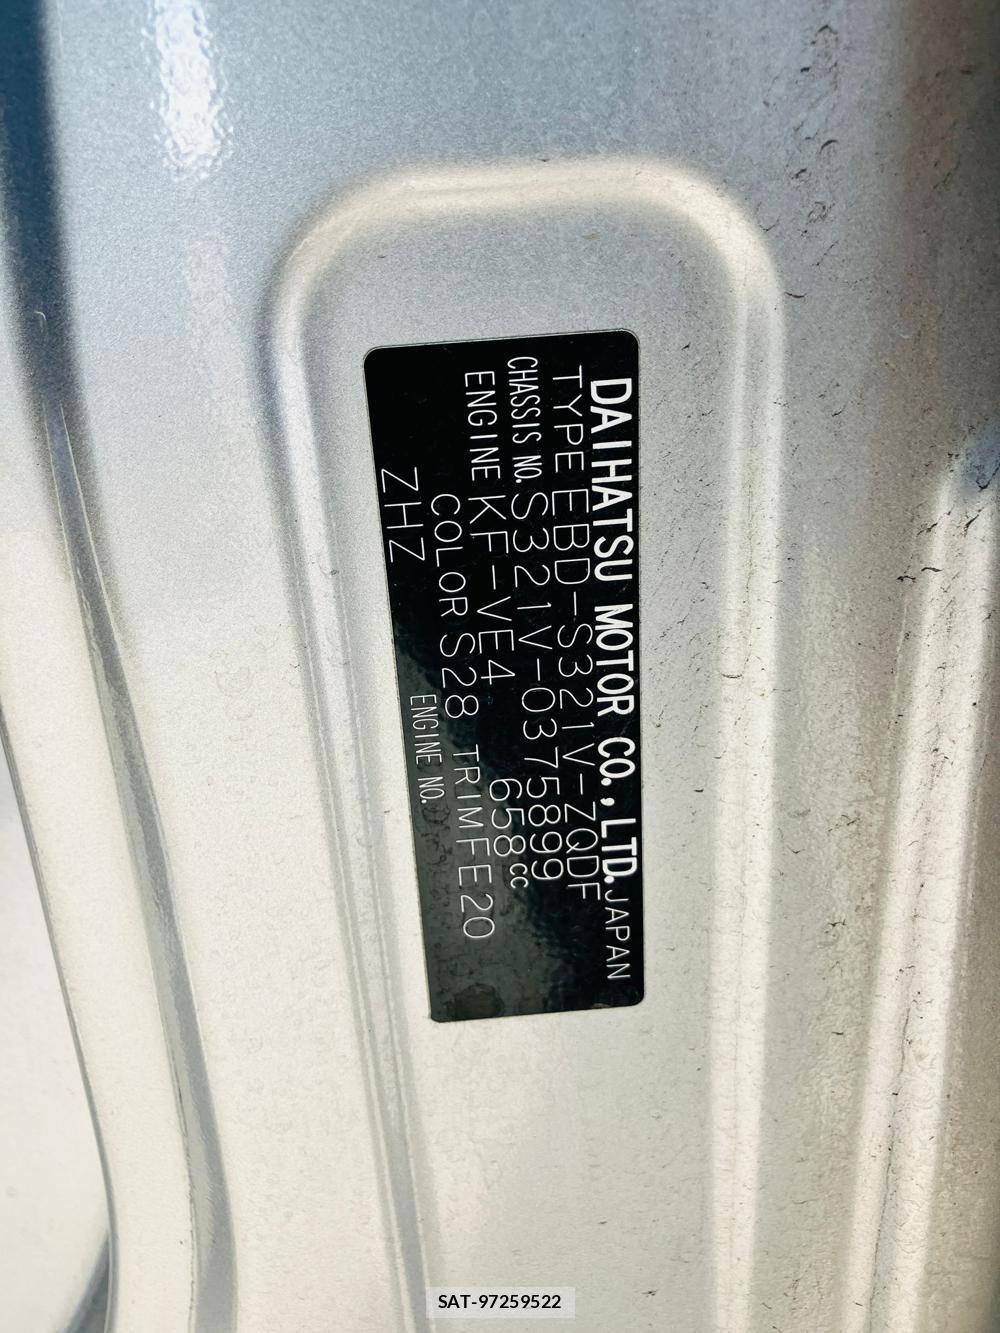 DAIHATSU MOTOR CO., LTD. JAPAN
TYPE EBD-S321V-ZQDF
CHASSIS NO. S321V-0375899
ENGINE KF-VE4 658cc
COLOR S28 TRIM FE20
ZHZ ENGINE NO.
SAT-97259522